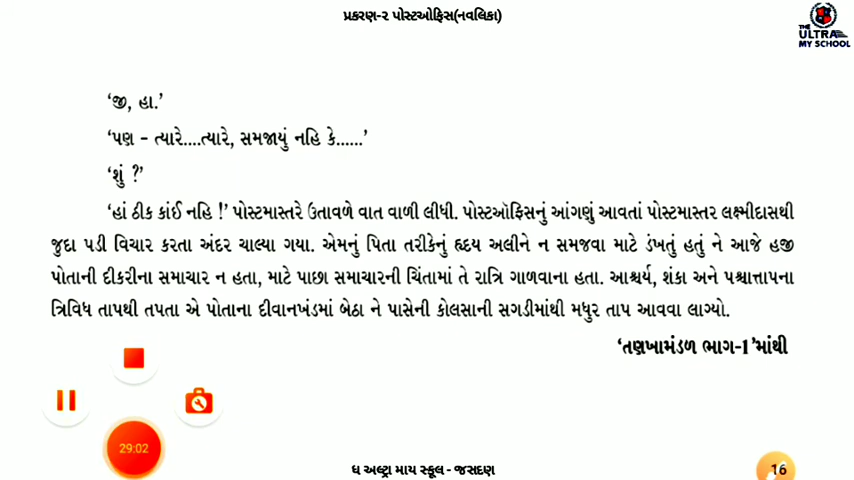 પ્રકરણ-૨ પોસ્ટઓફિસ(નવલિકા)
THE
ULTRA
MY SCHOOL
‘જી, હા.’
‘પણ – ત્યારે....ત્યારે, સમજાયું નહિ કે......’
‘શું ?’
‘હાં ઠીક કાંઈ નહિ !’ પોસ્ટમાસ્તરે ઉતાવળે વાત વાળી લીધી. પોસ્ટઑફિસનું આંગણું આવતાં પોસ્ટમાસ્તર લક્ષ્મીદાસથી
જુદા પડી વિચાર કરતા અંદર ચાલ્યા ગયા. એમનું પિતા તરીકેનું હૃદય અલીને ન સમજવા માટે ડંખતું હતું ને આજે હજી
પોતાની દીકરીના સમાચાર ન હતા, માટે પાછા સમાચારની ચિંતામાં તે રાત્રિ ગાળવાના હતા. આશ્ચર્ય, શંકા અને પશ્ચાત્તાપના
ત્રિવિધ તાપથી તપતા એ પોતાના દીવાનખંડમાં બેઠા ને પાસેની કોલસાની સગડીમાંથી મધુર તાપ આવવા લાગ્યો.
‘તણખામંડળ ભાગ-1’માંથી
29:02
ધ અલ્ટ્રા માય સ્કૂલ - જસદણ
16